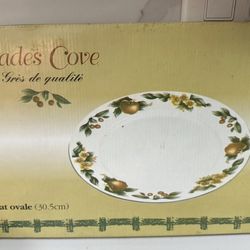 ades Cove
Grès de qualité
at ovale (30.5cm)